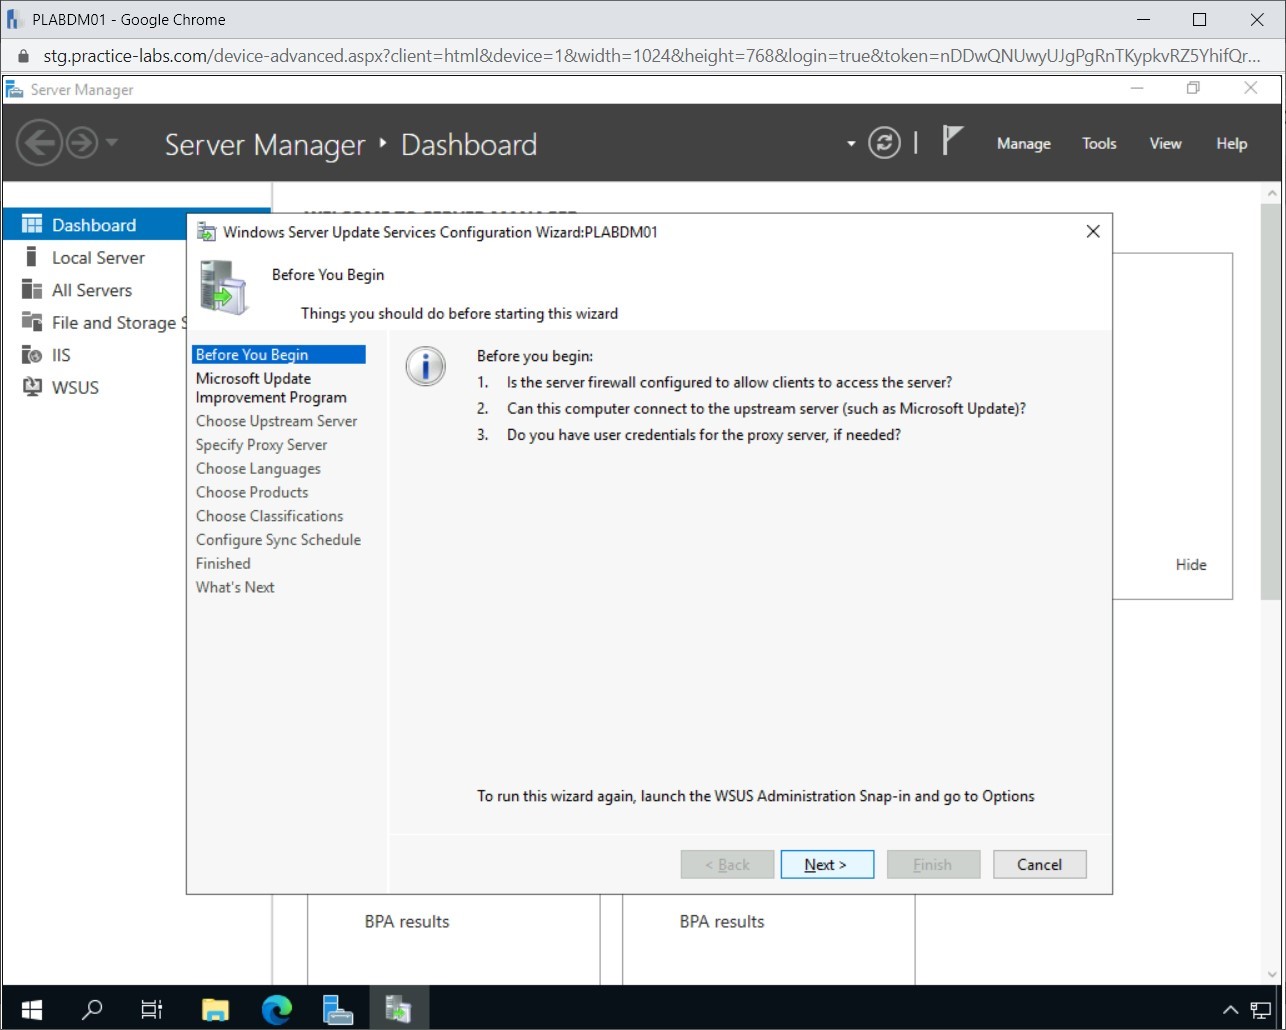 PLABDM01 - Google Chrome
stg.practice-labs.com/device-advanced.aspx?client=html&device=1&width=1024&height=768&login=true&token=nDDwQNUwyUJgPgRnTKypkvRZ5YhifQr...
Server Manager
Server Manager Dashboard
Manage Tools View Help
Dashboard
Local Server
All Servers
File and Storage S
IIS
WSUS
WELCOME TO SERVER MANAGER
Windows Server Update Services Configuration Wizard:PLABDM01
Before You Begin
Things you should do before starting this wizard
Before You Begin
Microsoft Update
Improvement Program
Choose Upstream Server
Specify Proxy Server
Choose Languages
Choose Products
Choose Classifications
Configure Sync Schedule
Finished
What's Next
Before you begin:
1. Is the server firewall configured to allow clients to access the server?
2. Can this computer connect to the upstream server (such as Microsoft Update)?
3. Do you have user credentials for the proxy server, if needed?
To run this wizard again, launch the WSUS Administration Snap-in and go to Options
< Back Next > Finish Cancel
Hide
BPA results BPA results